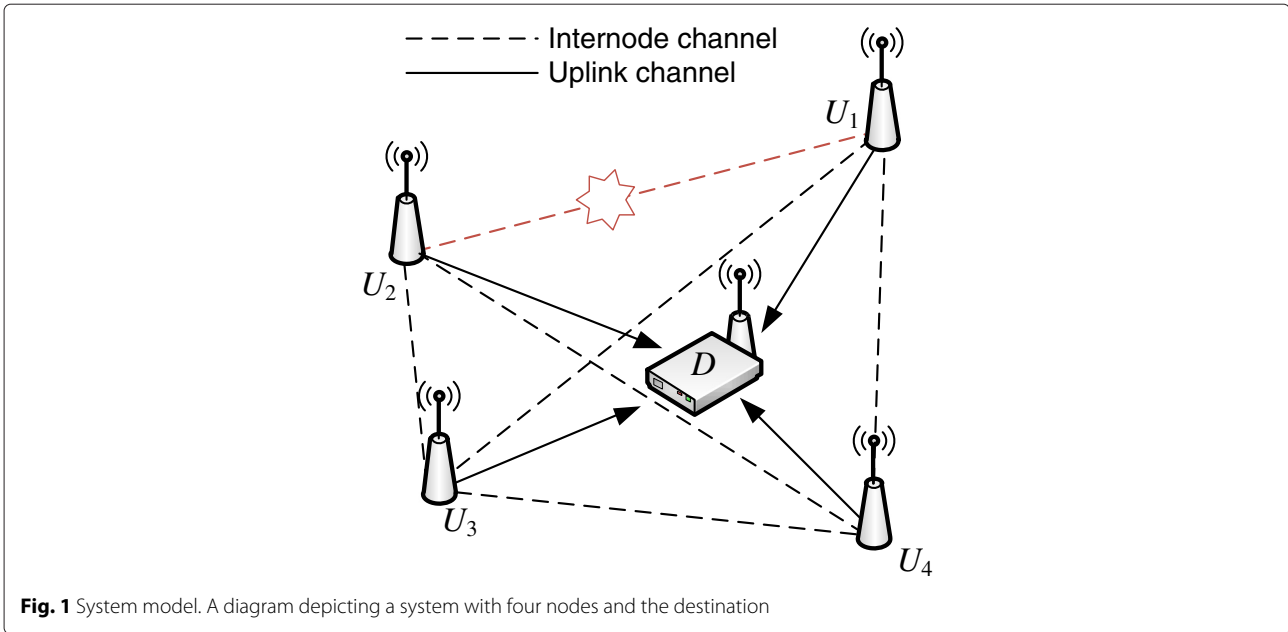 Internode channel
Uplink channel
U1
U2
D
U3
U4
Fig. 1 System model. A diagram depicting a system with four nodes and the destination